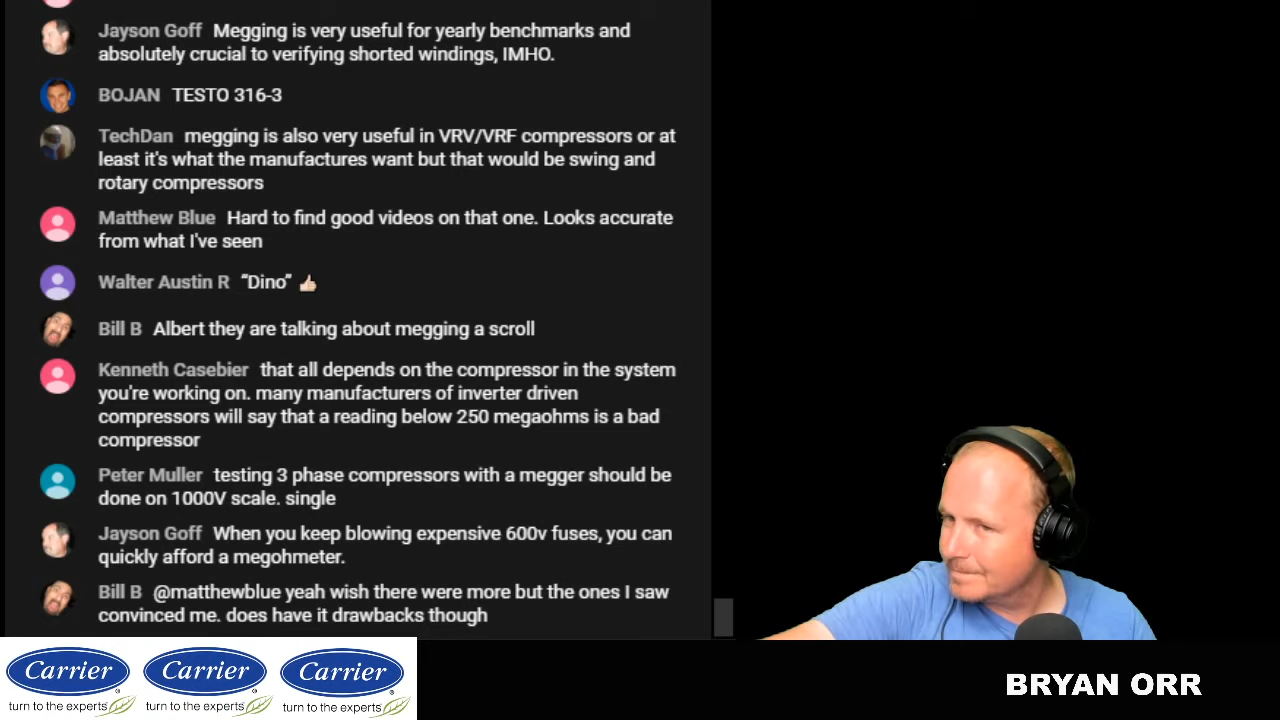 Jayson Goff Megging is very useful for yearly benchmarks and
absolutely crucial to verifying shorted windings, IMHO.
BOJAN TESTO 316-3
TechDan megging is also very useful in VRV/VRF compressors or at
least it's what the manufactures want but that would be swing and
rotary compressors
Matthew Blue Hard to find good videos on that one. Looks accurate
from what I've seen
Walter Austin R “Dino” 👍🏻
Bill B Albert they are talking about megging a scroll
Kenneth Casebier that all depends on the compressor in the system
you're working on. many manufacturers of inverter driven
compressors will say that a reading below 250 megaohms is a bad
compressor
Peter Muller testing 3 phase compressors with a megger should be
done on 1000V scale. single
Jayson Goff When you keep blowing expensive 600v fuses, you can
quickly afford a megohmeter.
Bill B @matthewblue yeah wish there were more but the ones I saw
convinced me. does have it drawbacks though
Carrier Carrier Carrier
turn to the experts turn to the experts turn to the experts
BRYAN ORR